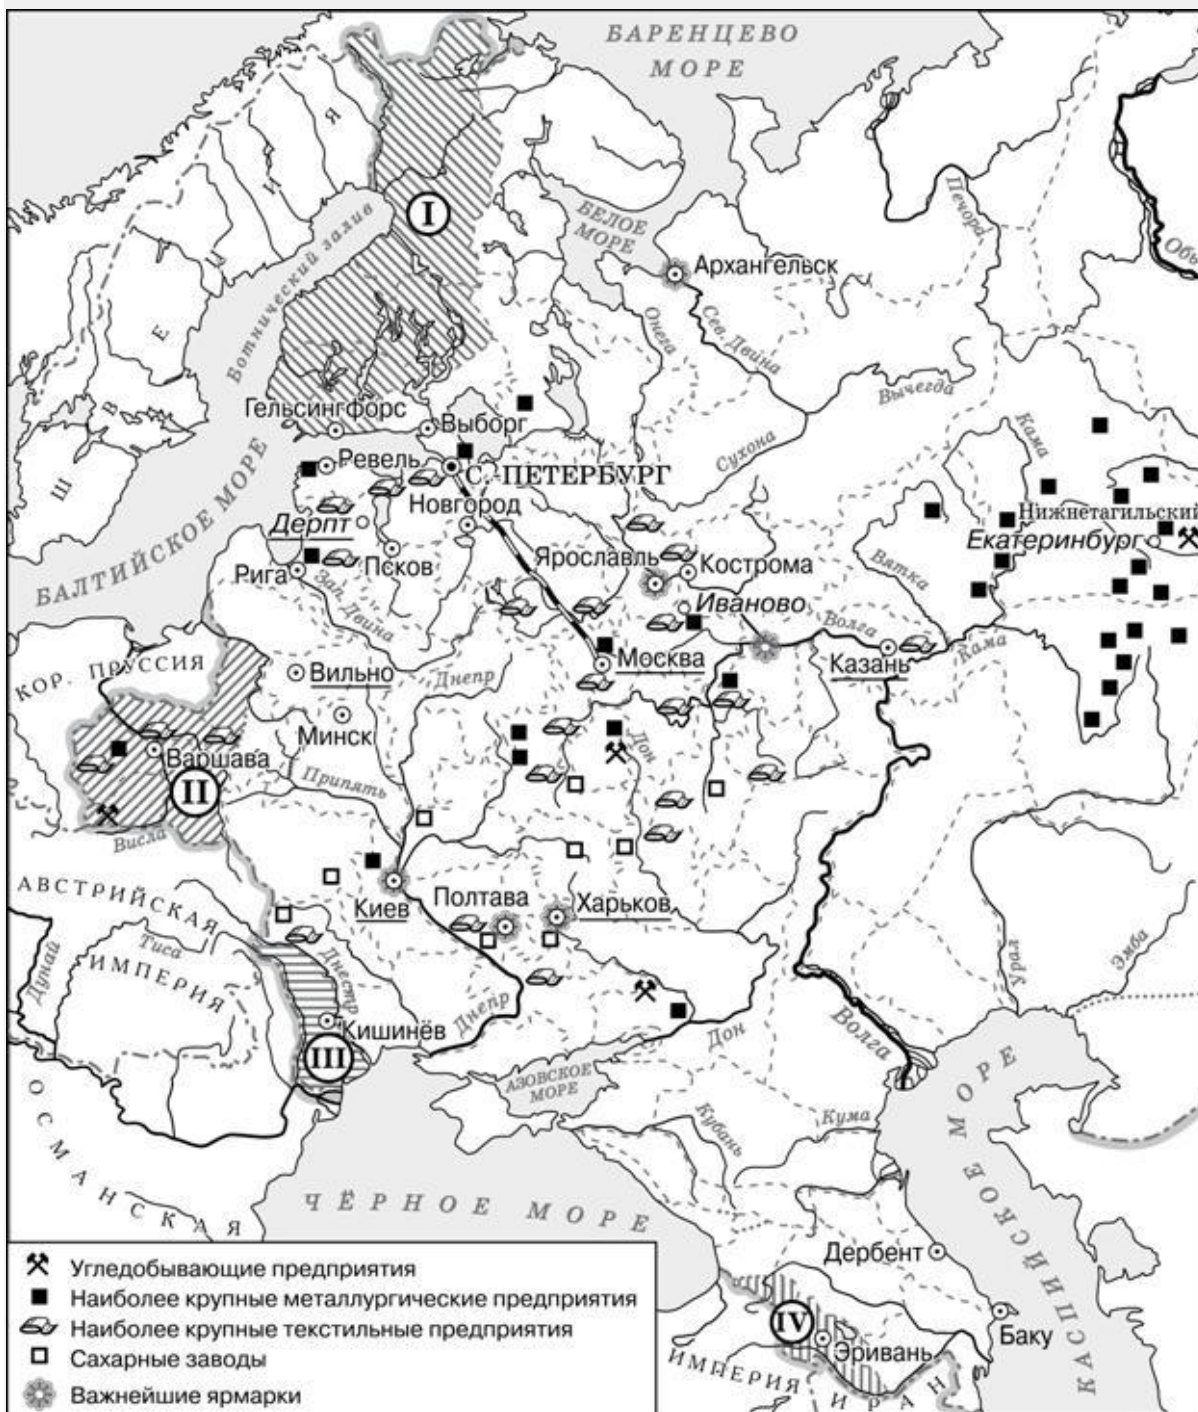 БАРЕНЦЕВО
МОРЕ
ШВЕЦИЯ
I
Ботнический залив
БЕЛОЕ
МОРЕ
Печора
Обь
Архангельск
Онега
Сев. Двина
Вычегда
Сухона
Кама
Гельсингфорс
Выборг
Ревель
С.-ПЕТЕРБУРГ
Новгород
Нижнетагильский
Екатеринбург
Дерпт
БАЛТИЙСКОЕ МОРЕ
Псков
Ярославль
Кострома
Вятка
Рига
Зап. Двина
Иваново
Волга
КОР. ПРУССИЯ
Вильно
Днепр
Москва
Казань
Кама
Минск
Варшава
Дон
II
Припять
Висла
АВСТРИЙСКАЯ
ИМПЕРИЯ
Киев
Полтава
Харьков
Тиса
Дунай
Днестр
Урал
Эмба
Кишинёв
Днепр
Дон
Волга
III
АЗОВСКОЕ
МОРЕ
Кубань
Кума
ОСМАНСКАЯ
ЧЁРНОЕ МОРЕ
КАСПИЙСКОЕ МОРЕ
Дербент
Баку
IV
Эривань
ИМПЕРИЯ
ИРАН
Угледобывающие предприятия
Наиболее крупные металлургические предприятия
Наиболее крупные текстильные предприятия
Сахарные заводы
Важнейшие ярмарки